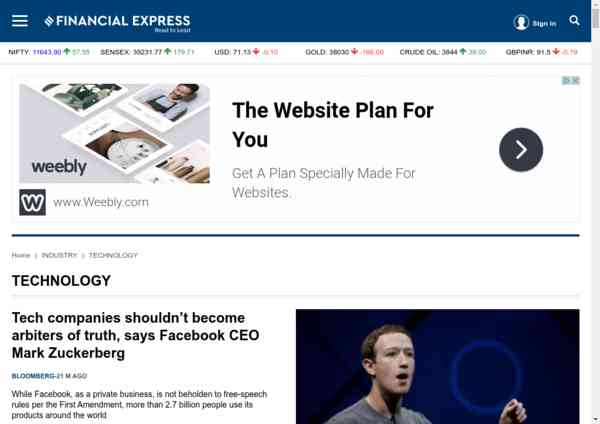 FINANCIAL EXPRESS
Read to Lead
Sign in
NIFTY: 11643.90 57.55 SENSEX: 39231.77 179.71 USD: 71.13 -0.10 GOLD: 38030 -166.00 CRUDE OIL: 3844 39.00 GBPINR: 91.5 -0.19
The Website Plan For
You
weebly
Get A Plan Specially Made For
Websites.
www.Weebly.com
Home | INDUSTRY | TECHNOLOGY
TECHNOLOGY
Tech companies shouldn't become
arbiters of truth, says Facebook CEO
Mark Zuckerberg
BLOOMBERG-21 M AGO
While Facebook, as a private business, is not beholden to free-speech
rules per the First Amendment, more than 2.7 billion people use its
products around the world